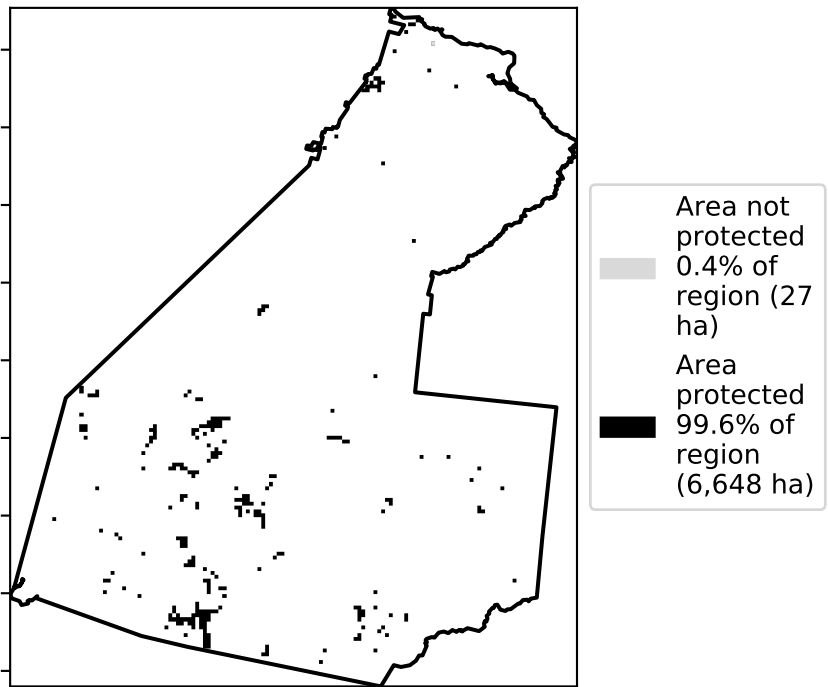 Area not
protected
0.4% of
region (27
ha)
Area
protected
99.6% of
region
(6,648 ha)